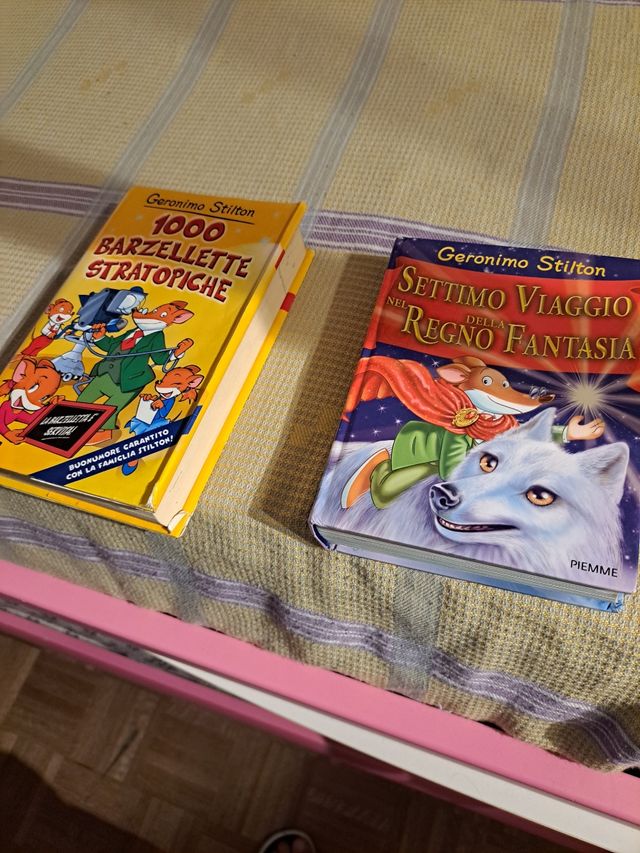 Geronimo Stilton
1000
BARZELLETTE
STRATOPICHE
LA BARZELLETTA È
SERVITA!
BUONUMORE GARANTITO
CON LA FAMIGLIA STILTON!
Geronimo Stilton
SETTIMO VIAGGIO
NEL REGNO DELLA FANTASIA
PIEMME